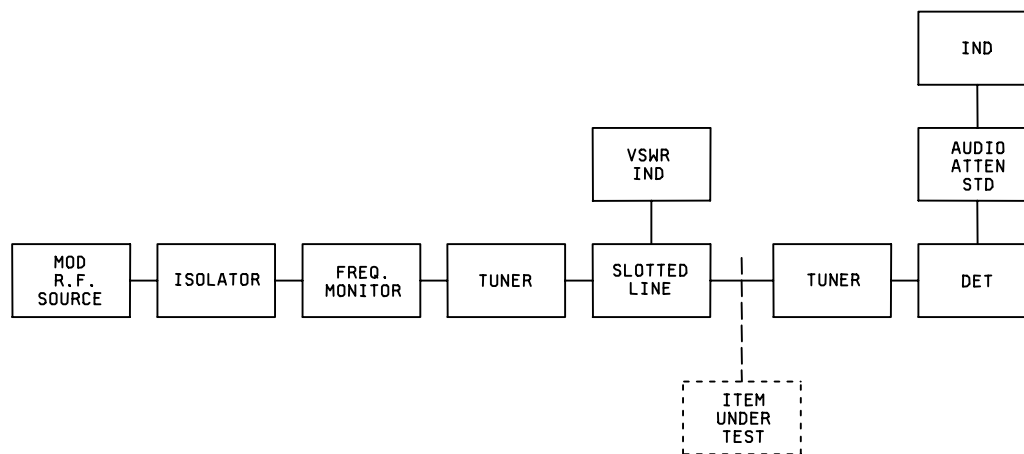 IND
AUDIO
ATTEN
STD
VSWR
IND
MOD
R.F.
SOURCE
ISOLATOR
FREQ.
MONITOR
TUNER
SLOTTED
LINE
TUNER
DET
ITEM
UNDER
TEST